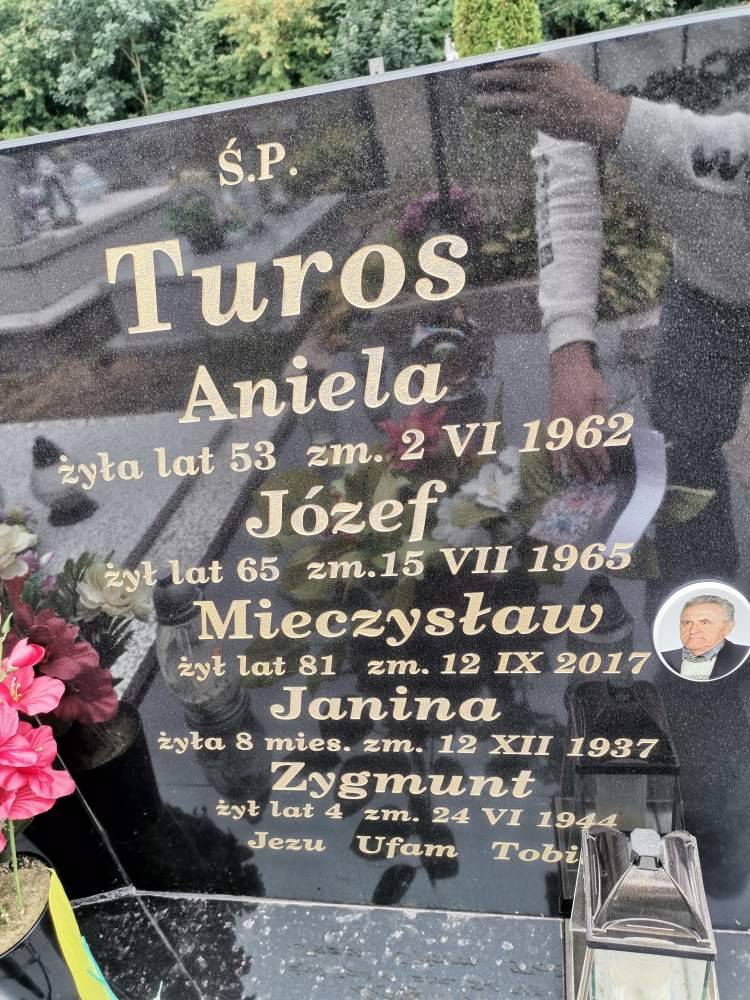 Ś.P.
Turos
Aniela
żyła lat 53 zm. 2 VI 1962
Józef
żył lat 65 zm.15 VII 1965
Mieczysław
żył lat 81 zm. 12 IX 2017
Janina
żyła 8 mies. zm. 12 XII 1937
Zygmunt
żył lat 4 zm. 24 VI 1944
Jezu Ufam Tobi